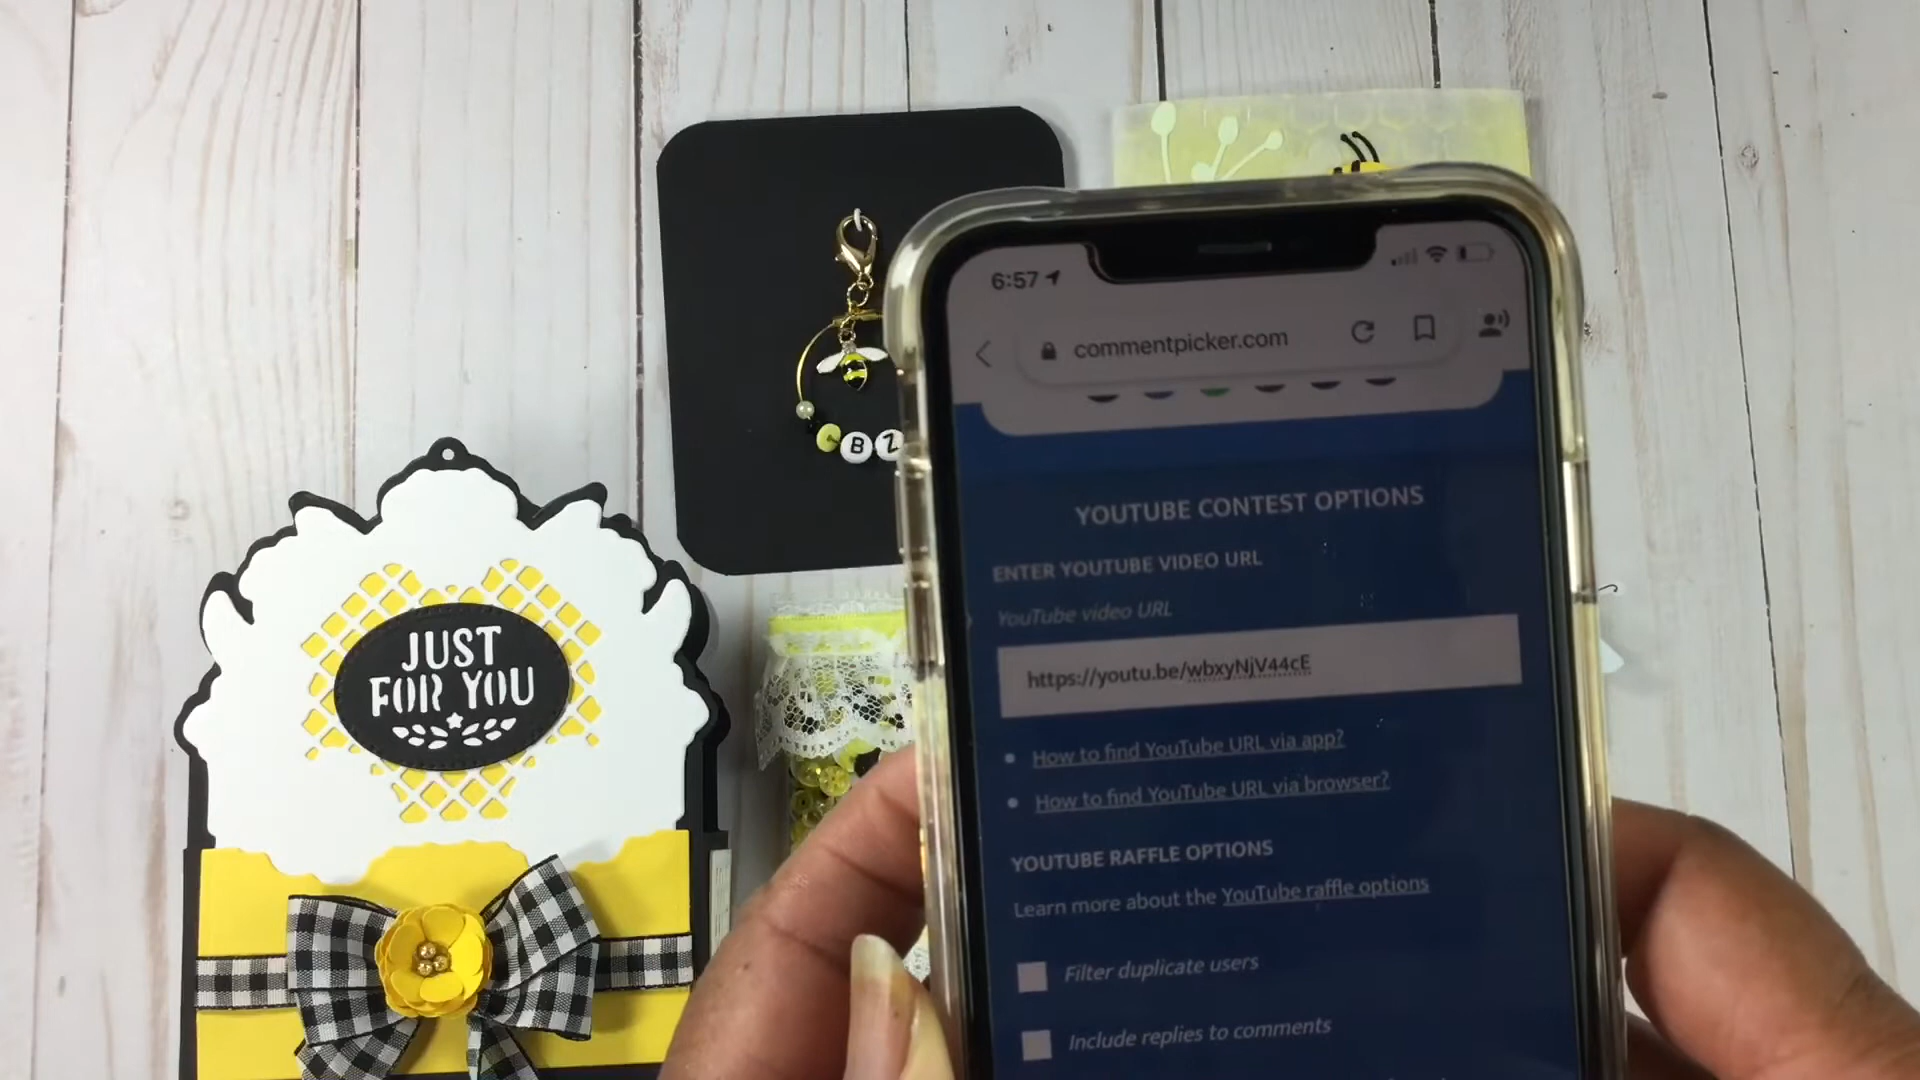 6:57
commentpicker.com
YOUTUBE CONTEST OPTIONS
ENTER YOUTUBE VIDEO URL
YouTube video URL
https://youtu.be/wbxyNjV44cE
How to find YouTube URL via app?
How to find YouTube URL via browser?
YOUTUBE RAFFLE OPTIONS
Learn more about the YouTube raffle options
Filter duplicate users
Include replies to comments
B Z
JUST
FOR YOU